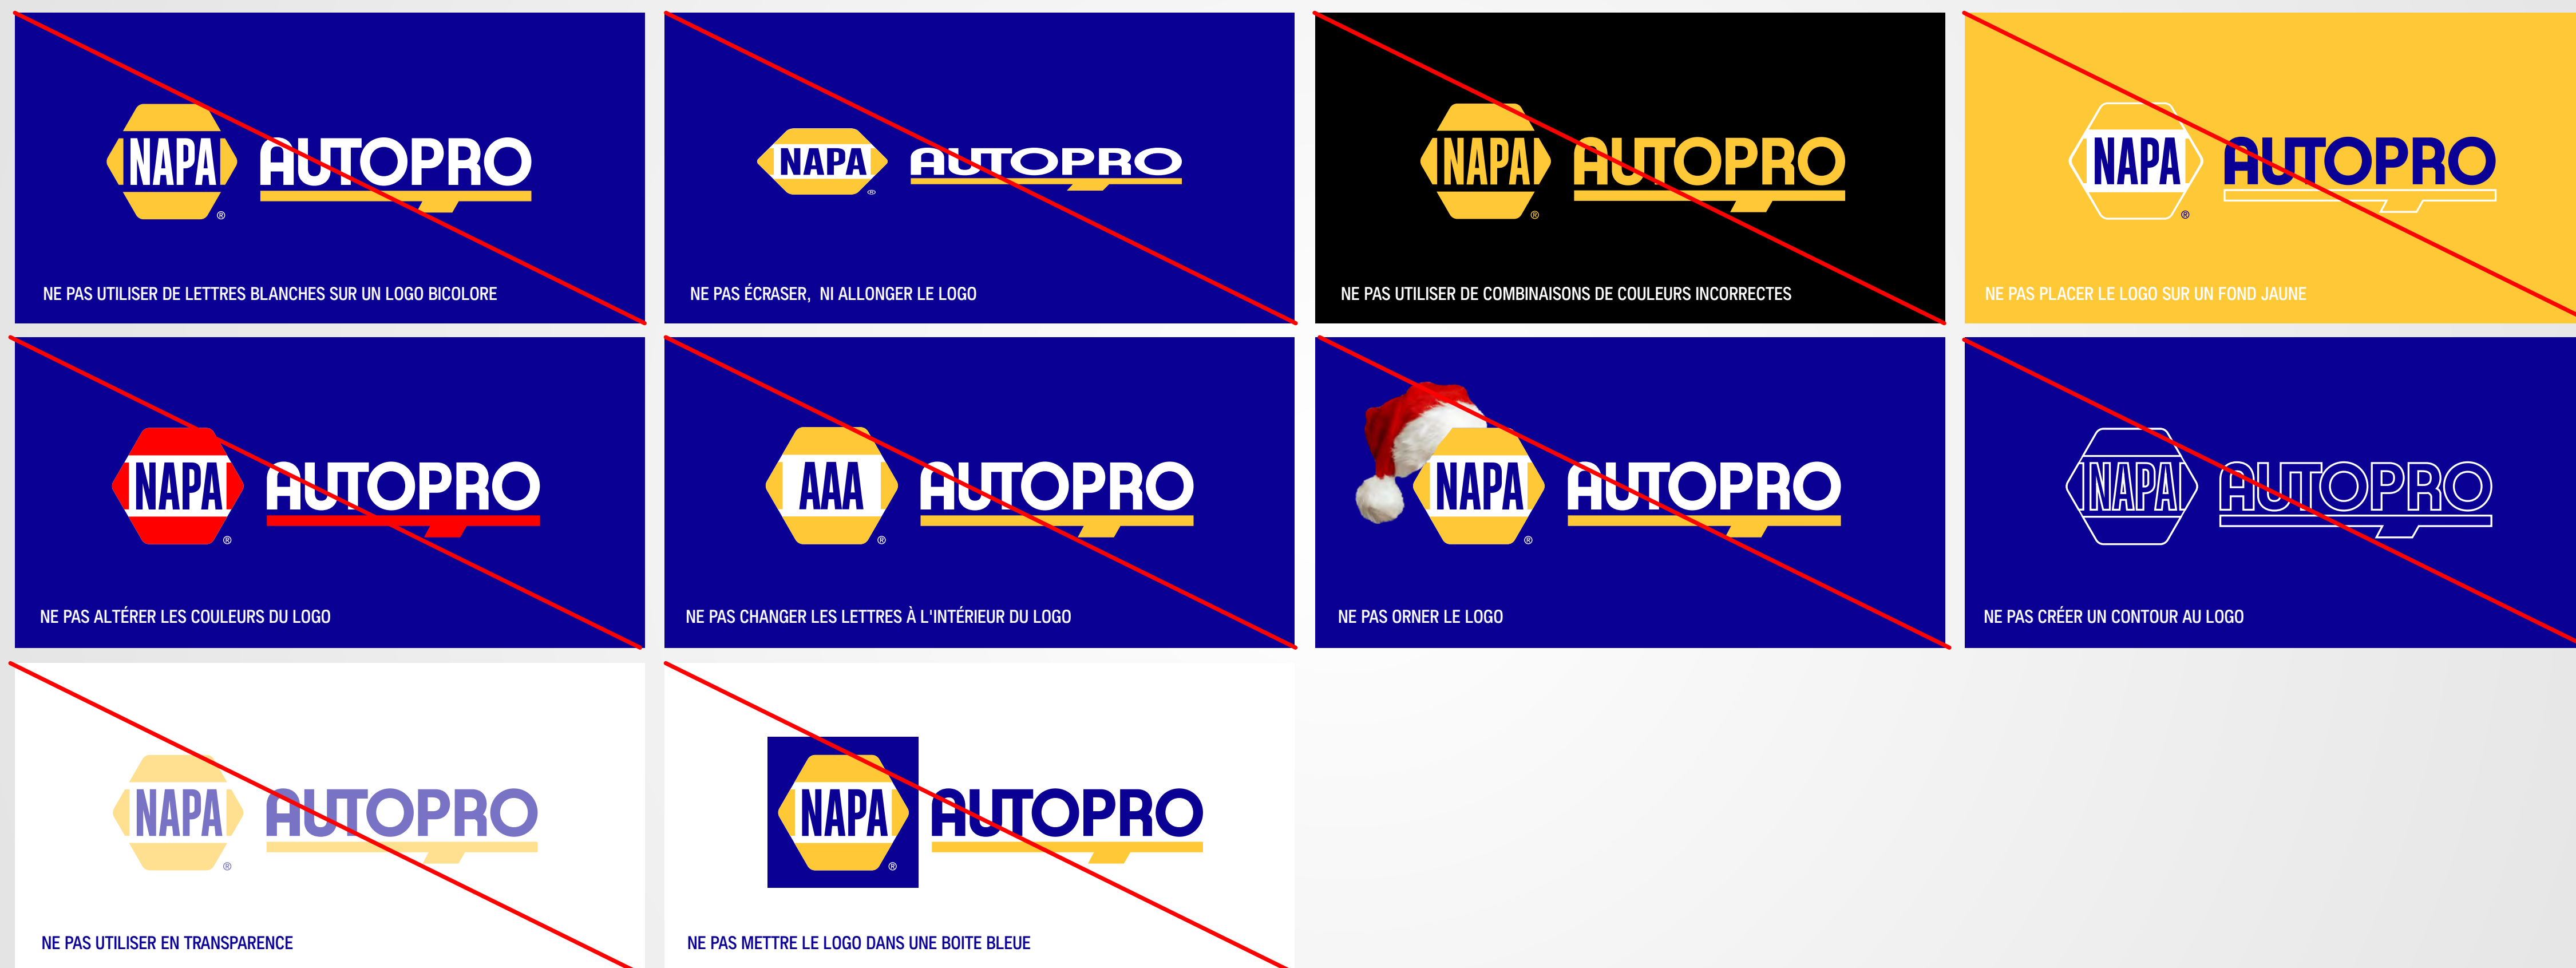 NAPA AUTOPRO
®
NE PAS UTILISER DE LETTRES BLANCHES SUR UN LOGO BICOLORE
NAPA AUTOPRO
®
NE PAS ÉCRASER, NI ALLONGER LE LOGO
NAPA AUTOPRO
®
NE PAS UTILISER DE COMBINAISONS DE COULEURS INCORRECTES
NAPA AUTOPRO
®
NE PAS PLACER LE LOGO SUR UN FOND JAUNE
NAPA AUTOPRO
®
NE PAS ALTÉRER LES COULEURS DU LOGO
AAA AUTOPRO
®
NE PAS CHANGER LES LETTRES À L'INTÉRIEUR DU LOGO
NAPA AUTOPRO
®
NE PAS ORNER LE LOGO
NAPA AUTOPRO
NE PAS CRÉER UN CONTOUR AU LOGO
NAPA AUTOPRO
®
NE PAS UTILISER EN TRANSPARENCE
NAPA AUTOPRO
®
NE PAS METTRE LE LOGO DANS UNE BOITE BLEUE